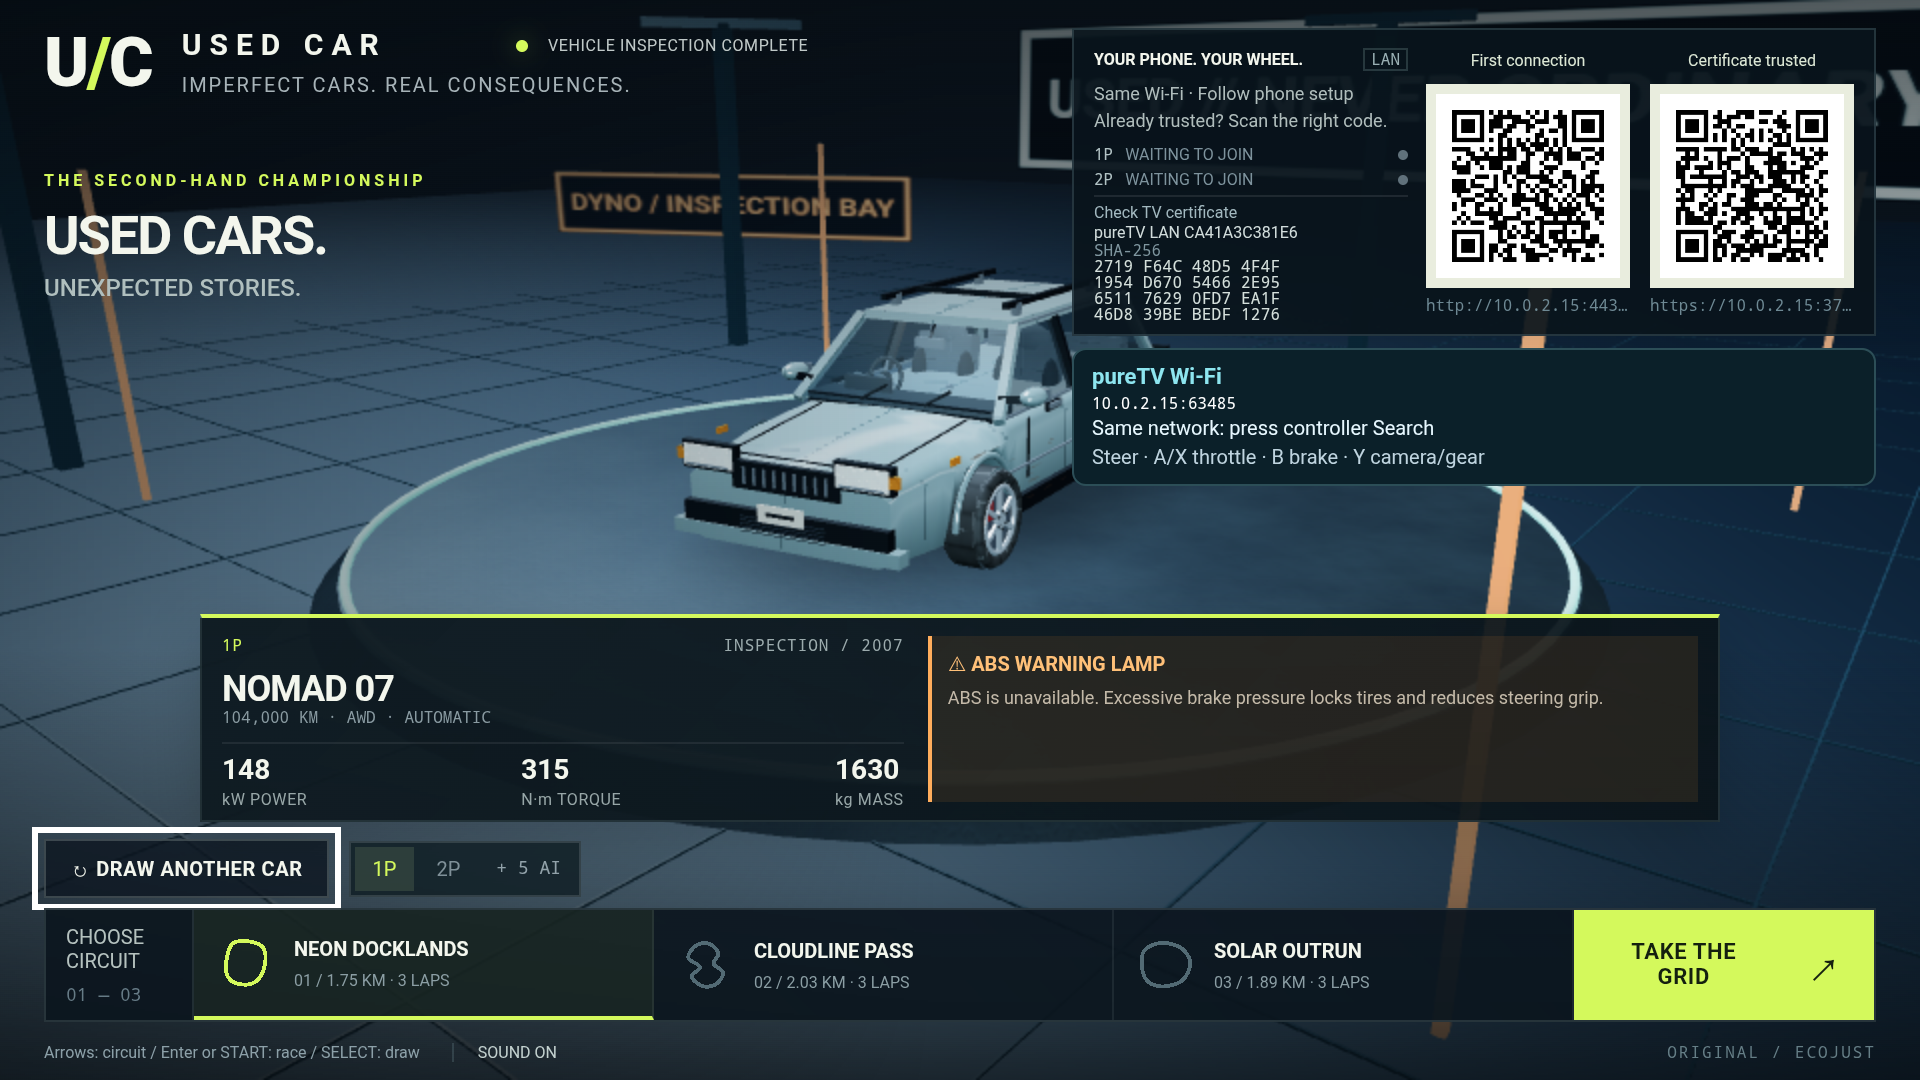 U/C
USED CAR
IMPERFECT CARS. REAL CONSEQUENCES.
VEHICLE INSPECTION COMPLETE
THE SECOND-HAND CHAMPIONSHIP
USED CARS.
UNEXPECTED STORIES.
DYNO / INSPECTION BAY
YOUR PHONE. YOUR WHEEL.
LAN
Same Wi-Fi · Follow phone setup
Already trusted? Scan the right code.
1P WAITING TO JOIN
2P WAITING TO JOIN
Check TV certificate
pureTV LAN CA41A3C381E6
SHA-256
2719 F64C 48D5 4F4F
1954 D670 5466 2E95
6511 7629 0FD7 EA1F
46D8 39BE BEDF 1276
First connection
http://10.0.2.15:443…
Certificate trusted
https://10.0.2.15:37…
pureTV Wi-Fi
10.0.2.15:63485
Same network: press controller Search
Steer · A/X throttle · B brake · Y camera/gear
1P
INSPECTION / 2007
NOMAD 07
104,000 KM · AWD · AUTOMATIC
148
kW POWER
315
N·m TORQUE
1630
kg MASS
⚠ ABS WARNING LAMP
ABS is unavailable. Excessive brake pressure locks tires and reduces steering grip.
↻ DRAW ANOTHER CAR
1P 2P + 5 AI
CHOOSE
CIRCUIT
01 — 03
NEON DOCKLANDS
01 / 1.75 KM · 3 LAPS
CLOUDLINE PASS
02 / 2.03 KM · 3 LAPS
SOLAR OUTRUN
03 / 1.89 KM · 3 LAPS
TAKE THE
GRID ↗
Arrows: circuit / Enter or START: race / SELECT: draw
SOUND ON
ORIGINAL / ECOJUST